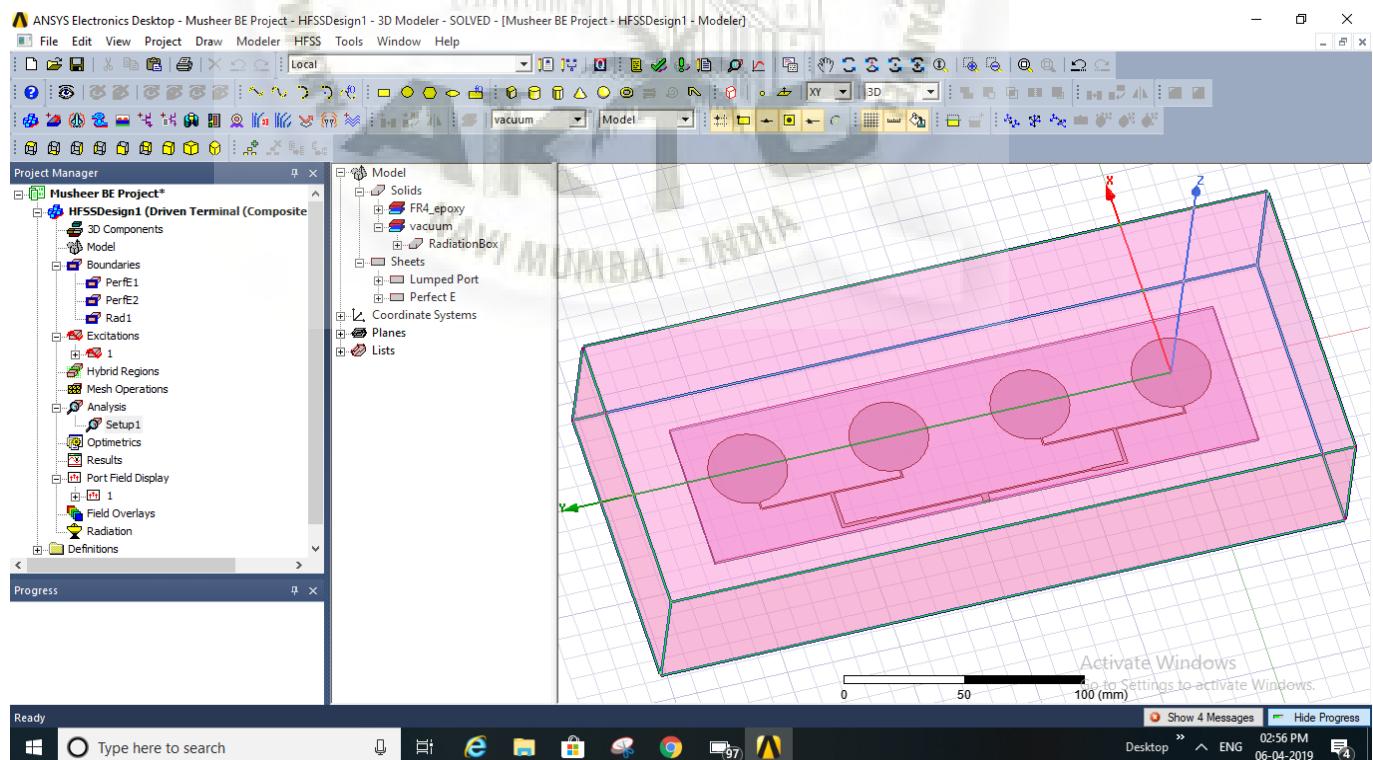 ANSYS Electronics Desktop - Musheer BE Project - HFSSDesign1 - 3D Modeler - SOLVED - [Musheer BE Project - HFSSDesign1 - Modeler]
File Edit View Project Draw Modeler HFSS Tools Window Help
Local
XY 3D
vacuum Model
Project Manager
Musheer BE Project*
HFSSDesign1 (Driven Terminal (Composite
3D Components
Model
Boundaries
PerfE1
PerfE2
Rad1
Excitations
1
Hybrid Regions
Mesh Operations
Analysis
Setup1
Optimetrics
Results
Port Field Display
1
Field Overlays
Radiation
Definitions
Progress
Model
Solids
FR4_epoxy
vacuum
RadiationBox
Sheets
Lumped Port
Perfect E
Coordinate Systems
Planes
Lists
NAVI MUMBAI - INDIA
X
Z
Y
0 50 100 (mm)
Activate Windows
Go to Settings to activate Windows.
Ready
Show 4 Messages
Hide Progress
Type here to search
97
Desktop
ENG
02:56 PM
06-04-2019
4